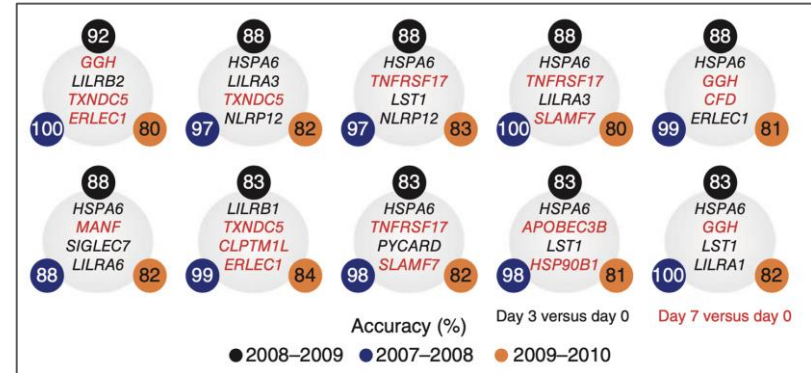 92
GGH
LILRB2
TXNDC5
ERLEC1
100
80
88
HSPA6
LILRA3
TXNDC5
NLRP12
97
82
88
HSPA6
TNFRSF17
LST1
NLRP12
97
83
88
HSPA6
TNFRSF17
LILRA3
SLAMF7
100
80
88
HSPA6
GGH
CFD
ERLEC1
99
81
88
HSPA6
MANF
SIGLEC7
LILRA6
88
82
83
LILRB1
TXNDC5
CLPTM1L
ERLEC1
99
84
83
HSPA6
TNFRSF17
PYCARD
SLAMF7
98
82
83
HSPA6
APOBEC3B
LST1
HSP90B1
98
81
83
HSPA6
GGH
LST1
LILRA1
100
82
Accuracy (%)
Day 3 versus day 0
Day 7 versus day 0
2008–2009
2007–2008
2009–2010